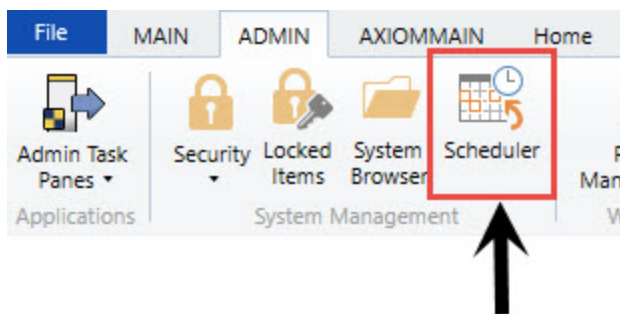 File MAIN ADMIN AXIOMMAIN Home
Admin Task Security Locked System Scheduler
Panes Items Browser
Applications System Management